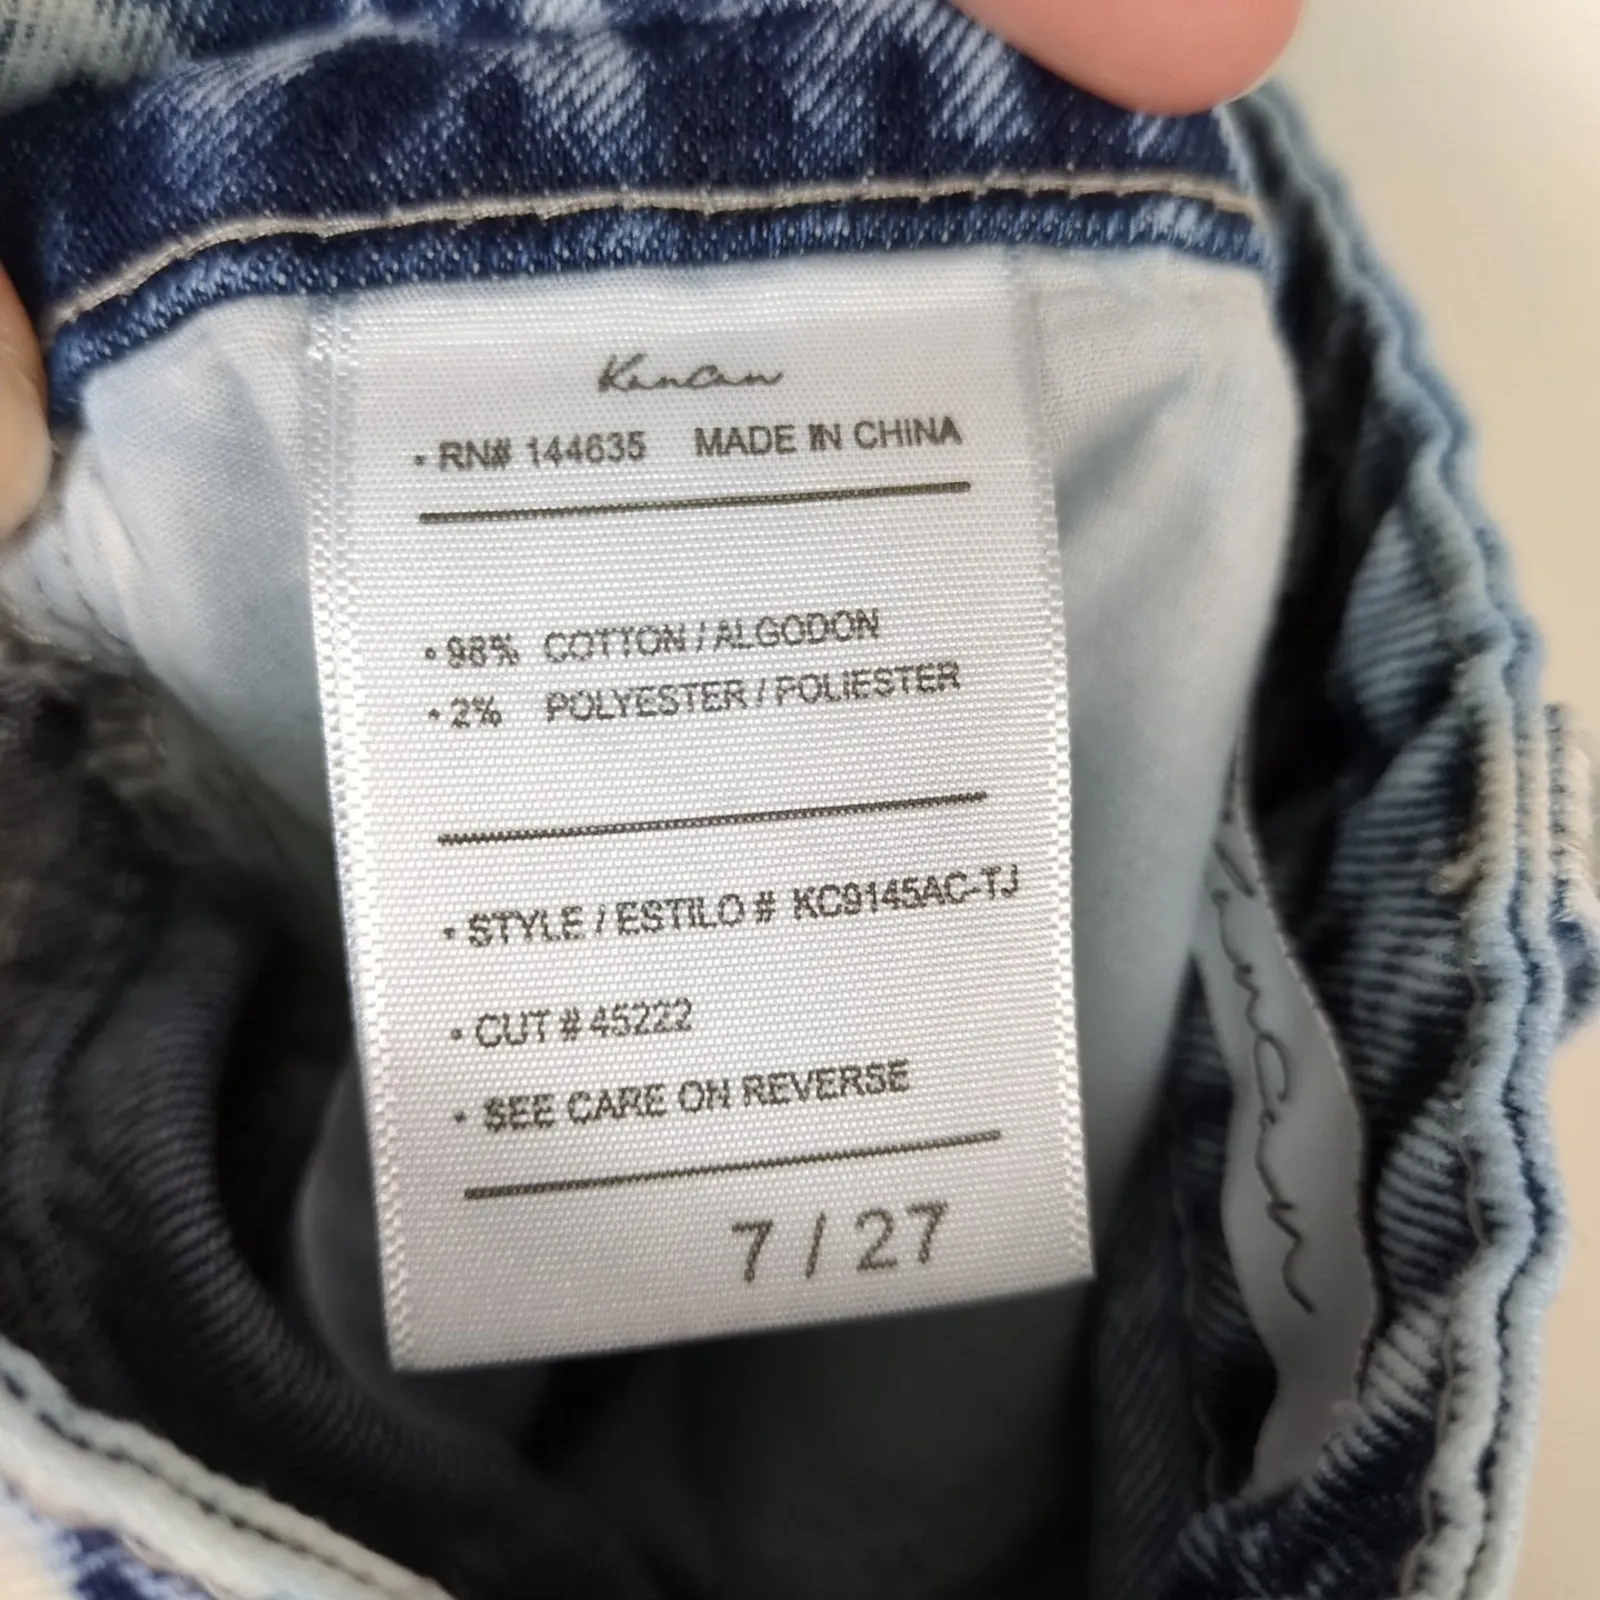 KanCan
• RN# 144635 MADE IN CHINA
• 98% COTTON / ALGODON
• 2% POLYESTER / POLIESTER
• STYLE / ESTILO # KC9145AC-TJ
• CUT # 45222
• SEE CARE ON REVERSE
7 / 27
KanCan